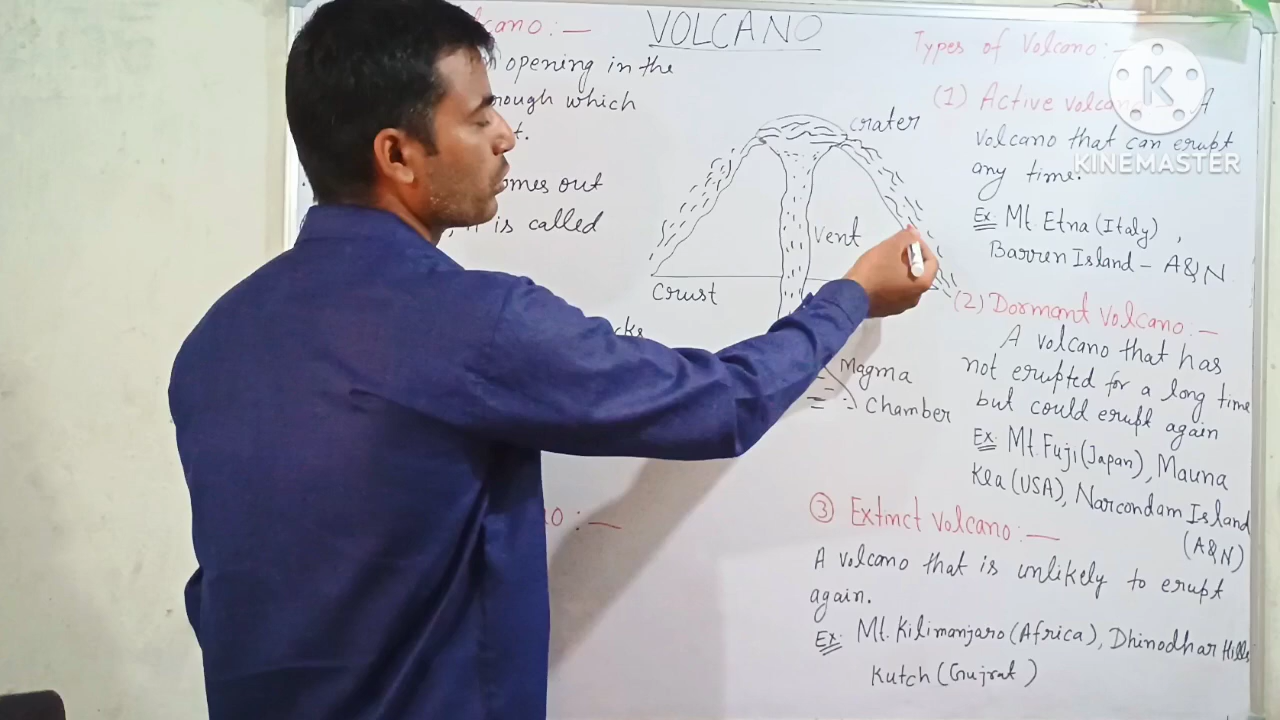 VOLCANO
cano:—
opening in the
rough which
t.
omes out
is called
cks
o:—
crater
vent
Crust
Magma
Chamber
Types of Volcano:—
(1) Active volcan A
volcano that can erupt
any time.
Ex: Mt. Etna (Italy),
Barren Island - A&N
(2) Dormant Volcano:—
A volcano that has
not erupted for a long time
but could erupt again
Ex: Mt. Fuji (Japan), Mauna
Kea (USA), Narcondam Island
(A&N)
③ Extinct Volcano:—
A volcano that is unlikely to erupt
again.
Ex: Mt. Kilimanjaro (Africa), Dhinodhar Hills
Kutch (Gujrat)
K
KINEMASTER